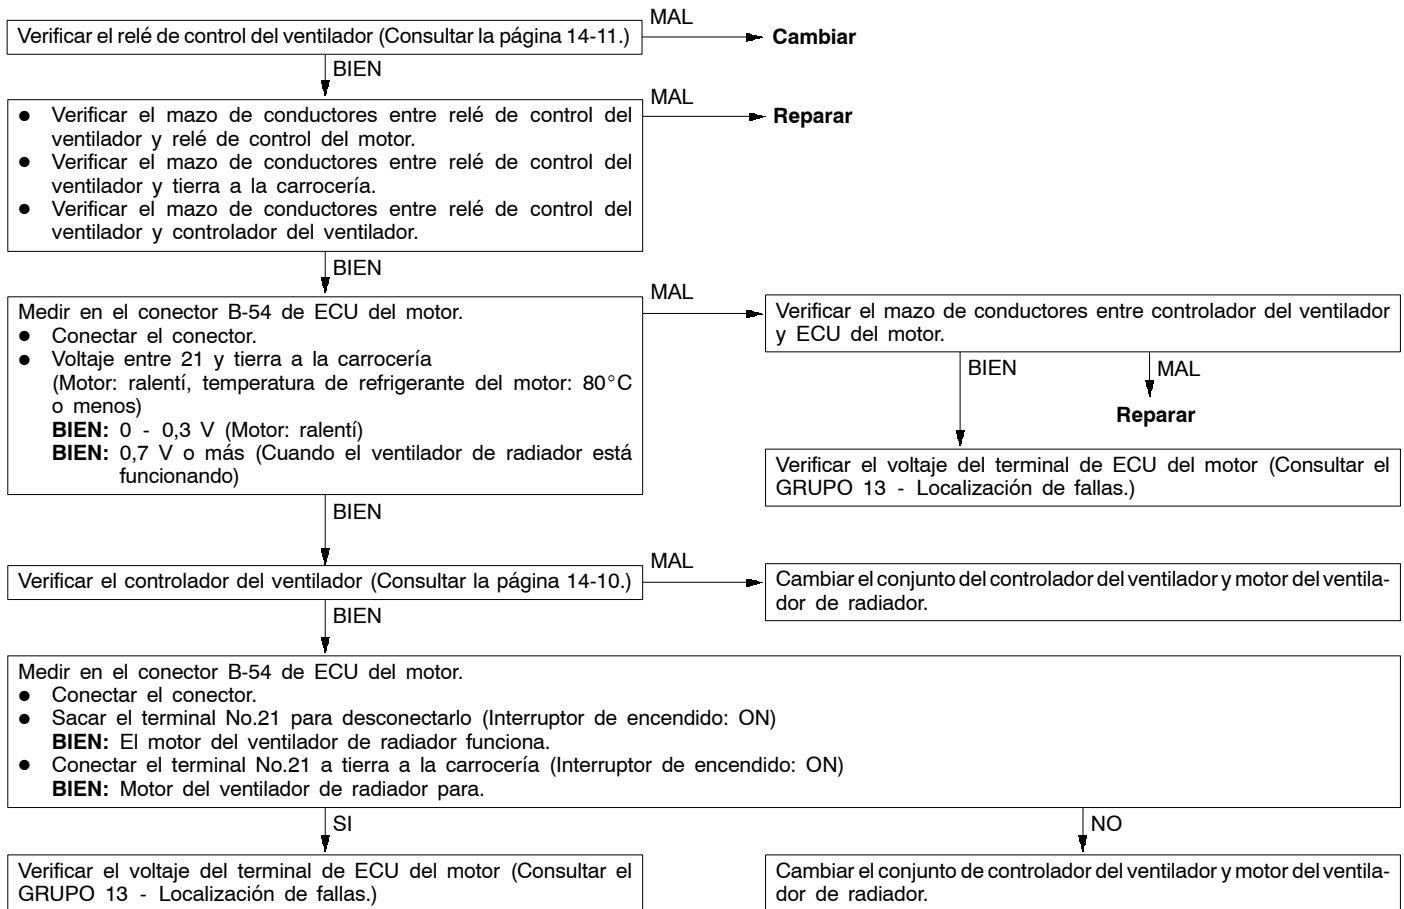 Verificar el relé de control del ventilador (Consultar la página 14-11.)
MAL
Cambiar
BIEN
● Verificar el mazo de conductores entre relé de control del
ventilador y relé de control del motor.
● Verificar el mazo de conductores entre relé de control del
ventilador y tierra a la carrocería.
● Verificar el mazo de conductores entre relé de control del
ventilador y controlador del ventilador.
MAL
Reparar
BIEN
Medir en el conector B-54 de ECU del motor.
● Conectar el conector.
● Voltaje entre 21 y tierra a la carrocería
(Motor: ralentí, temperatura de refrigerante del motor: 80°C
o menos)
BIEN: 0 - 0,3 V (Motor: ralentí)
BIEN: 0,7 V o más (Cuando el ventilador de radiador está
funcionando)
MAL
Verificar el mazo de conductores entre controlador del ventilador
y ECU del motor.
BIEN
MAL
Reparar
Verificar el voltaje del terminal de ECU del motor (Consultar el
GRUPO 13 - Localización de fallas.)
BIEN
Verificar el controlador del ventilador (Consultar la página 14-10.)
MAL
Cambiar el conjunto del controlador del ventilador y motor del ventila-
dor de radiador.
BIEN
Medir en el conector B-54 de ECU del motor.
● Conectar el conector.
● Sacar el terminal No.21 para desconectarlo (Interruptor de encendido: ON)
BIEN: El motor del ventilador de radiador funciona.
● Conectar el terminal No.21 a tierra a la carrocería (Interruptor de encendido: ON)
BIEN: Motor del ventilador de radiador para.
SI
NO
Verificar el voltaje del terminal de ECU del motor (Consultar el
GRUPO 13 - Localización de fallas.)
Cambiar el conjunto de controlador del ventilador y motor del ventila-
dor de radiador.